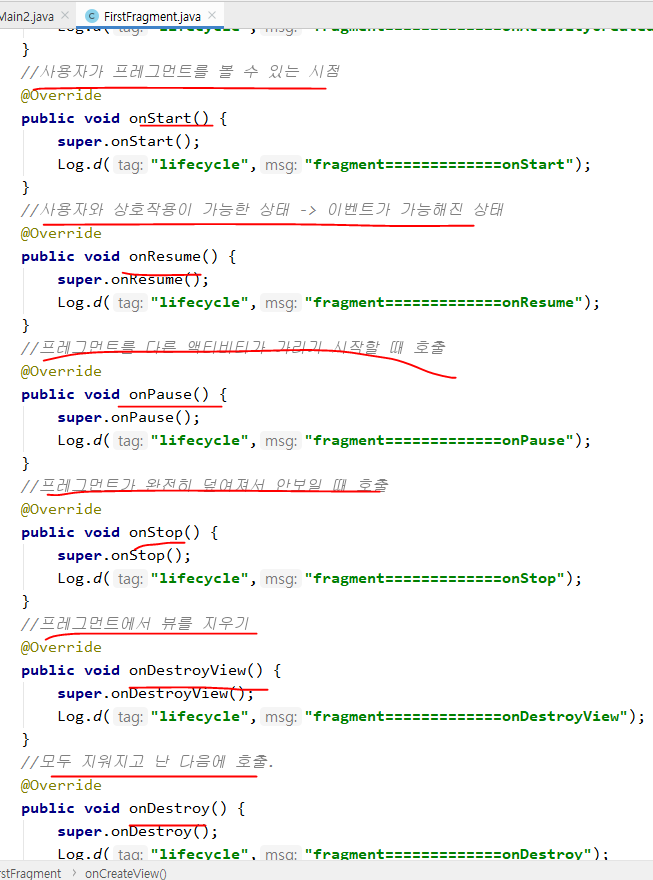 Main2.java × FirstFragment.java ×
Log.d( tag: "lifecycle", msg: "fragment=============onActivityCreated
}
//사용자가 프레그먼트를 볼 수 있는 시점
@Override
public void onStart() {
super.onStart();
Log.d( tag: "lifecycle", msg: "fragment=============onStart");
}
//사용자와 상호작용이 가능한 상태 -> 이벤트가 가능해진 상태
@Override
public void onResume() {
super.onResume();
Log.d( tag: "lifecycle", msg: "fragment=============onResume");
}
//프레그먼트를 다른 액티비티가 가리기 시작할 때 호출
@Override
public void onPause() {
super.onPause();
Log.d( tag: "lifecycle", msg: "fragment=============onPause");
}
//프레그먼트가 완전히 덮여져서 안보일 때 호출
@Override
public void onStop() {
super.onStop();
Log.d( tag: "lifecycle", msg: "fragment=============onStop");
}
//프레그먼트에서 뷰를 지우기
@Override
public void onDestroyView() {
super.onDestroyView();
Log.d( tag: "lifecycle", msg: "fragment=============onDestroyView");
}
//모두 지워지고 난 다음에 호출.
@Override
public void onDestroy() {
super.onDestroy();
Log.d( tag: "lifecycle", msg: "fragment=============onDestroy");
rstFragment > onCreateView()